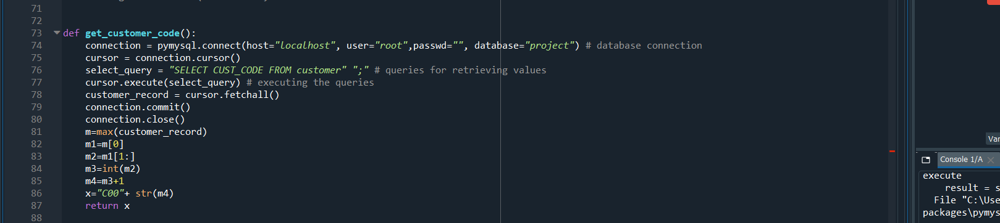 71
72
73 def get_customer_code():
74 connection = pymysql.connect(host="localhost", user="root",passwd="", database="project") # database connection
75 cursor = connection.cursor()
76 select_query = "SELECT CUST_CODE FROM customer" ";" # queries for retrieving values
77 cursor.execute(select_query) # executing the queries
78 customer_record = cursor.fetchall()
79 connection.commit()
80 connection.close()
81 m=max(customer_record)
82 m1=m[0]
83 m2=m1[1:]
84 m3=int(m2)
85 m4=m3+1
86 x="C00"+ str(m4)
87 return x
88
Var
Console 1/A
execute
result = s
File "C:\Use
packages\pymys